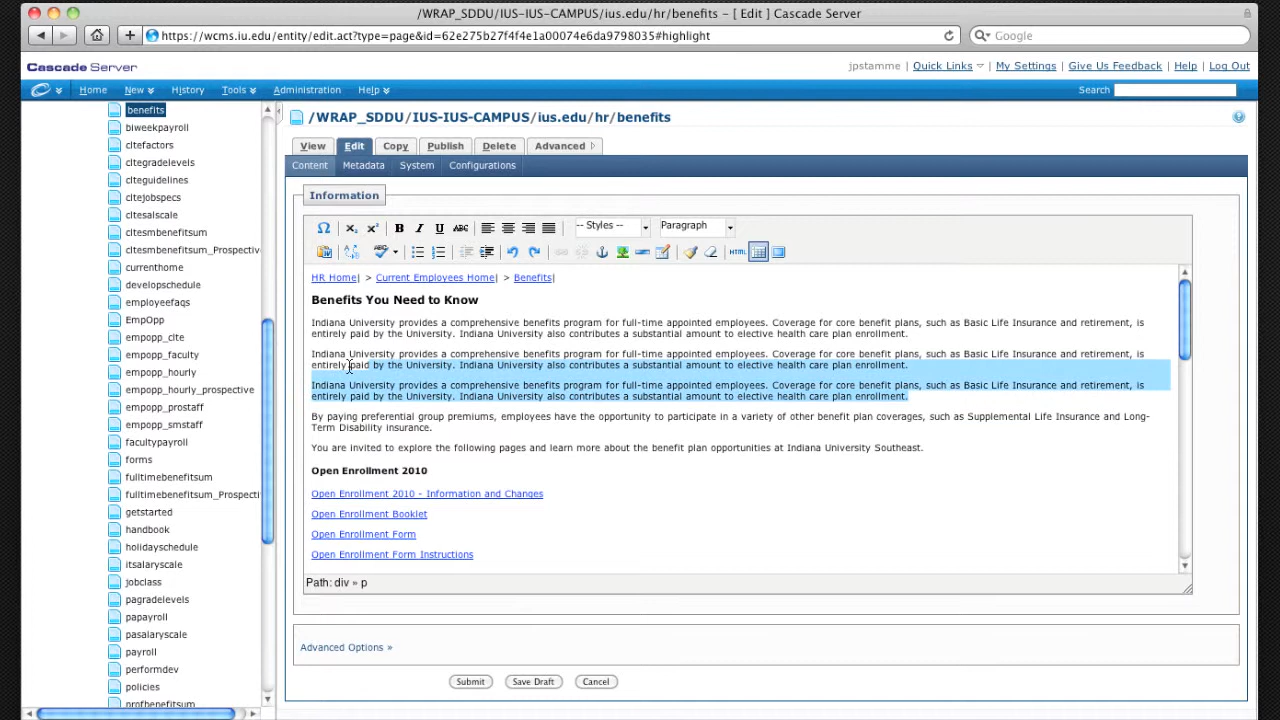 /WRAP_SDDU/IUS-IUS-CAMPUS/ius.edu/hr/benefits – [ Edit ] Cascade Server
https://wcms.iu.edu/entity/edit.act?type=page&id=62e275b27f4f4e1a00074e6da9798035#highlight
Google
Cascade Server
jpstamme | Quick Links | My Settings | Give Us Feedback | Help | Log Out
Home New History Tools Administration Help Search
benefits
biweekpayroll
cltefactors
cltegradelevels
clteguidelines
cltejobspecs
cltesalscale
cltesmbenefitsum
cltesmbenefitsum_Prospectiv
currenthome
developschedule
employeefaqs
EmpOpp
empopp_clte
empopp_faculty
empopp_hourly
empopp_hourly_prospective
empopp_prostaff
empopp_smstaff
facultypayroll
forms
fulltimebenefitsum
fulltimebenefitsum_Prospecti
getstarted
handbook
holidayschedule
itsalaryscale
jobclass
pagradelevels
papayroll
pasalaryscale
payroll
performdev
policies
profbenefitsum
/WRAP_SDDU/IUS-IUS-CAMPUS/ius.edu/hr/benefits
View Edit Copy Publish Delete Advanced
Content Metadata System Configurations
Information
Ω X₂ X² B I U ABC -- Styles -- Paragraph
HTML
HR Home| > Current Employees Home| > Benefits|
Benefits You Need to Know
Indiana University provides a comprehensive benefits program for full-time appointed employees. Coverage for core benefit plans, such as Basic Life Insurance and retirement, is
entirely paid by the University. Indiana University also contributes a substantial amount to elective health care plan enrollment.
Indiana University provides a comprehensive benefits program for full-time appointed employees. Coverage for core benefit plans, such as Basic Life Insurance and retirement, is
entirely paid by the University. Indiana University also contributes a substantial amount to elective health care plan enrollment.
Indiana University provides a comprehensive benefits program for full-time appointed employees. Coverage for core benefit plans, such as Basic Life Insurance and retirement, is
entirely paid by the University. Indiana University also contributes a substantial amount to elective health care plan enrollment.
By paying preferential group premiums, employees have the opportunity to participate in a variety of other benefit plan coverages, such as Supplemental Life Insurance and Long-
Term Disability insurance.
You are invited to explore the following pages and learn more about the benefit plan opportunities at Indiana University Southeast.
Open Enrollment 2010
Open Enrollment 2010 - Information and Changes
Open Enrollment Booklet
Open Enrollment Form
Open Enrollment Form Instructions
Path: div » p
Advanced Options »
Submit Save Draft Cancel